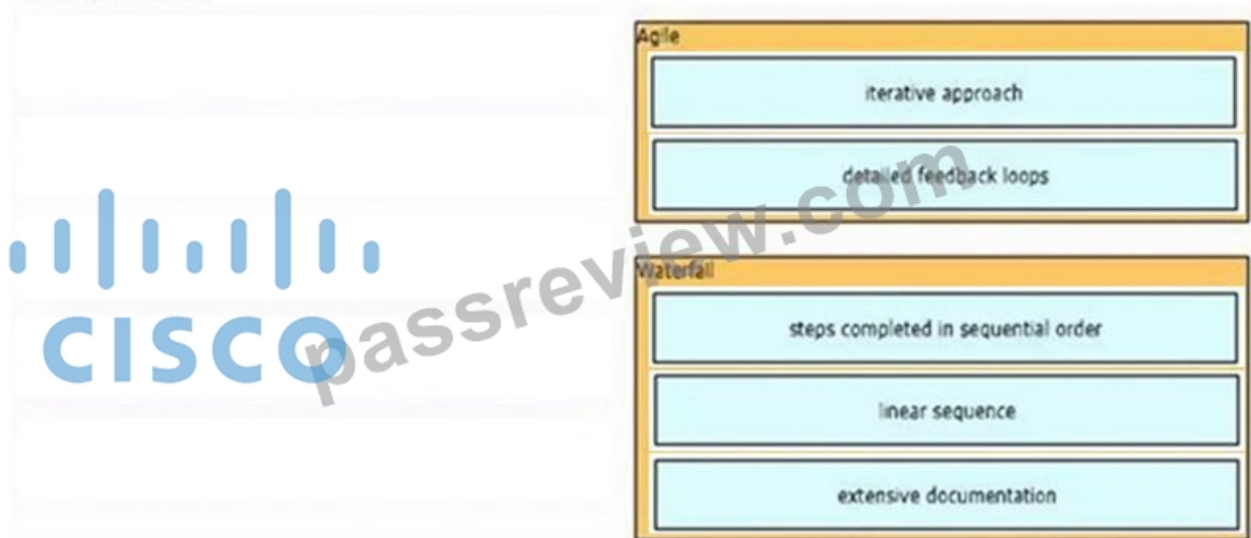 Agile
iterative approach
detailed feedback loops
Waterfall
steps completed in sequential order
linear sequence
extensive documentation
CISCO
passreview.com